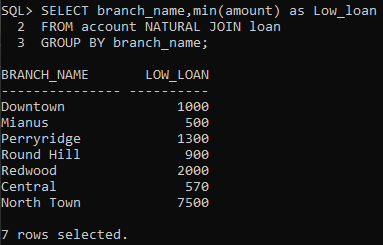 SQL> SELECT branch_name,min(amount) as Low_loan
  2  FROM account NATURAL JOIN loan
  3  GROUP BY branch_name;
BRANCH_NAME       LOW_LOAN
--------------- ----------
Downtown              1000
Mianus                 500
Perryridge            1300
Round Hill             900
Redwood               2000
Central                570
North Town            7500
7 rows selected.